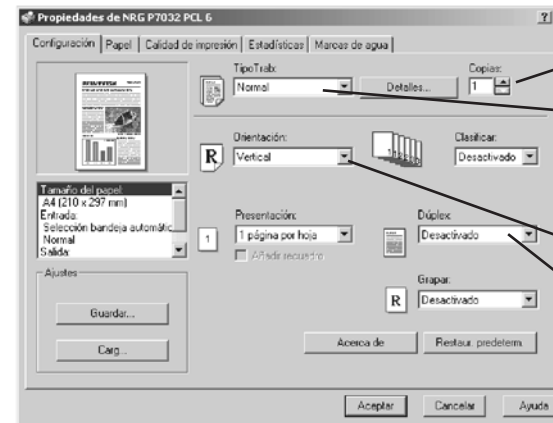 Propiedades de NRG P7032 PCL 6
?
Configuración Papel Calidad de impresión Estadísticas Marcas de agua
TipoTrab:
Normal
Detalles...
Copias:
1
Orientación:
R
Vertical
Clasificar:
Desactivado
Tamaño del papel:
A4 (210 x 297 mm)
Entrada:
Selección bandeja automátic
Normal
Salida:
Presentación:
1
1 página por hoja
Añadir recuadro
Dúplex:
Desactivado
Ajustes
Guardar...
Carg...
Grapar:
R
Desactivado
Acerca de
Restaur. predeterm.
Aceptar
Cancelar
Ayuda